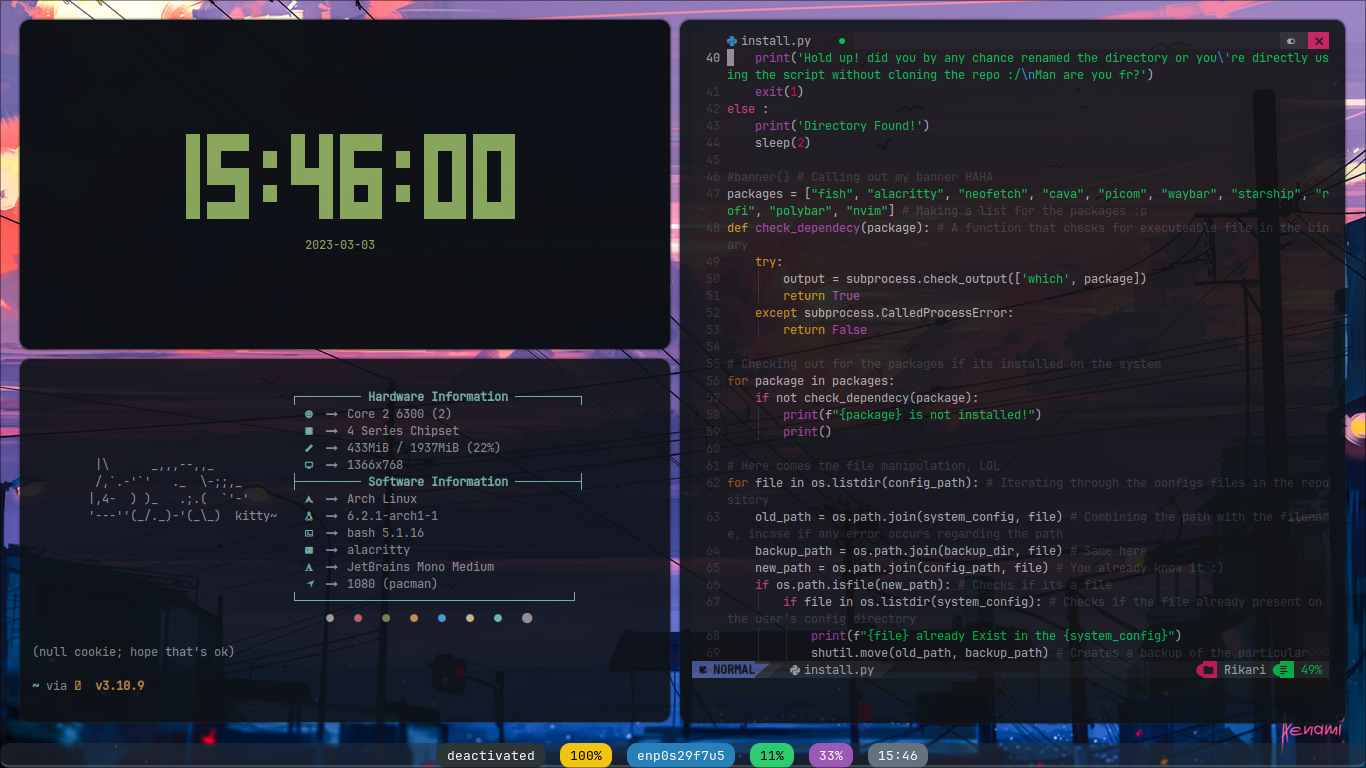 15:46:00
2023-03-03
Hardware Information
Core 2 6300 (2)
4 Series Chipset
433MiB / 1937MiB (22%)
1366x768
Software Information
Arch Linux
6.2.1-arch1-1
bash 5.1.16
alacritty
JetBrains Mono Medium
1080 (pacman)
|\      _,,,--,,_
/,`.-'`'   ._  \-;;,_
|,4-  ) )_   .;.(  `'-'
'---''(_/._)-'(_\_)  kitty~
(null cookie; hope that's ok)
~ via Ø  v3.10.9
install.py
40     print('Hold up! did you by any chance renamed the directory or you\'re directly us
ing the script without cloning the repo :/\nMan are you fr?')
41     exit(1)
42 else :
43     print('Directory Found!')
44     sleep(2)
45
46 #banner() # Calling out my banner HAHA
47 packages = ["fish", "alacritty", "neofetch", "cava", "picom", "waybar", "starship", "r
ofi", "polybar", "nvim"] # Making a list for the packages :p
48 def check_dependecy(package): # A function that checks for executeable file in the bin
ary
49     try:
50         output = subprocess.check_output(['which', package])
51         return True
52     except subprocess.CalledProcessError:
53         return False
54
55 # Checking out for the packages if its installed on the system
56 for package in packages:
57     if not check_dependecy(package):
58         print(f"{package} is not installed!")
59         print()
60
61 # Here comes the file manipulation, LOL
62 for file in os.listdir(config_path): # Iterating through the oonfigs files in the repo
sitory
63     old_path = os.path.join(system_config, file) # Combining the path with the filenam
e, incase if any error occurs regarding the path
64     backup_path = os.path.join(backup_dir, file) # Same here
65     new_path = os.path.join(config_path, file) # You already know it :)
66     if os.path.isfile(new_path): # Checks if its a file
67         if file in os.listdir(system_config): # Checks if the file already present on
the user's config directory
68             print(f"{file} already Exist in the {system_config}")
69             shutil.move(old_path, backup_path) # Creates a backup of the particular@@@
NORMAL install.py Rikari 49%
Xenami
deactivated 100% enp0s29f7u5 11% 33% 15:46